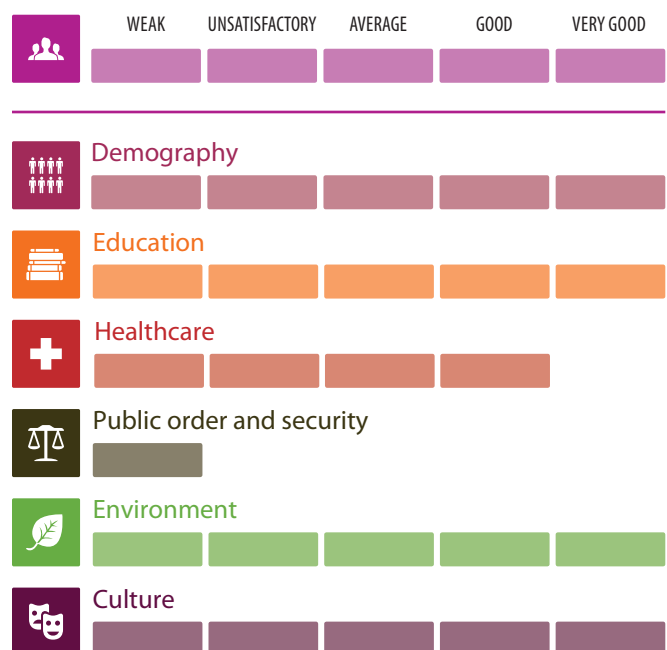 WEAK UNSATISFACTORY AVERAGE GOOD VERY GOOD
Demography
Education
Healthcare
Public order and security
Environment
Culture